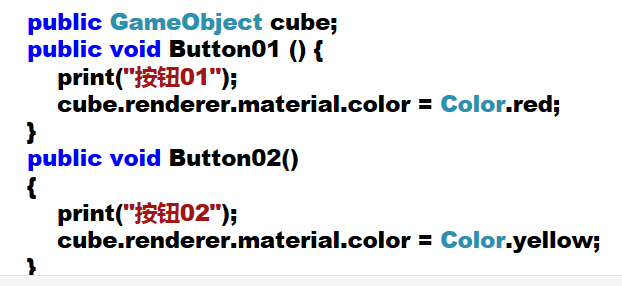 public GameObject cube;
public void Button01 () {
print("按钮01");
cube.renderer.material.color = Color.red;
}
public void Button02()
{
print("按钮02");
cube.renderer.material.color = Color.yellow;
}